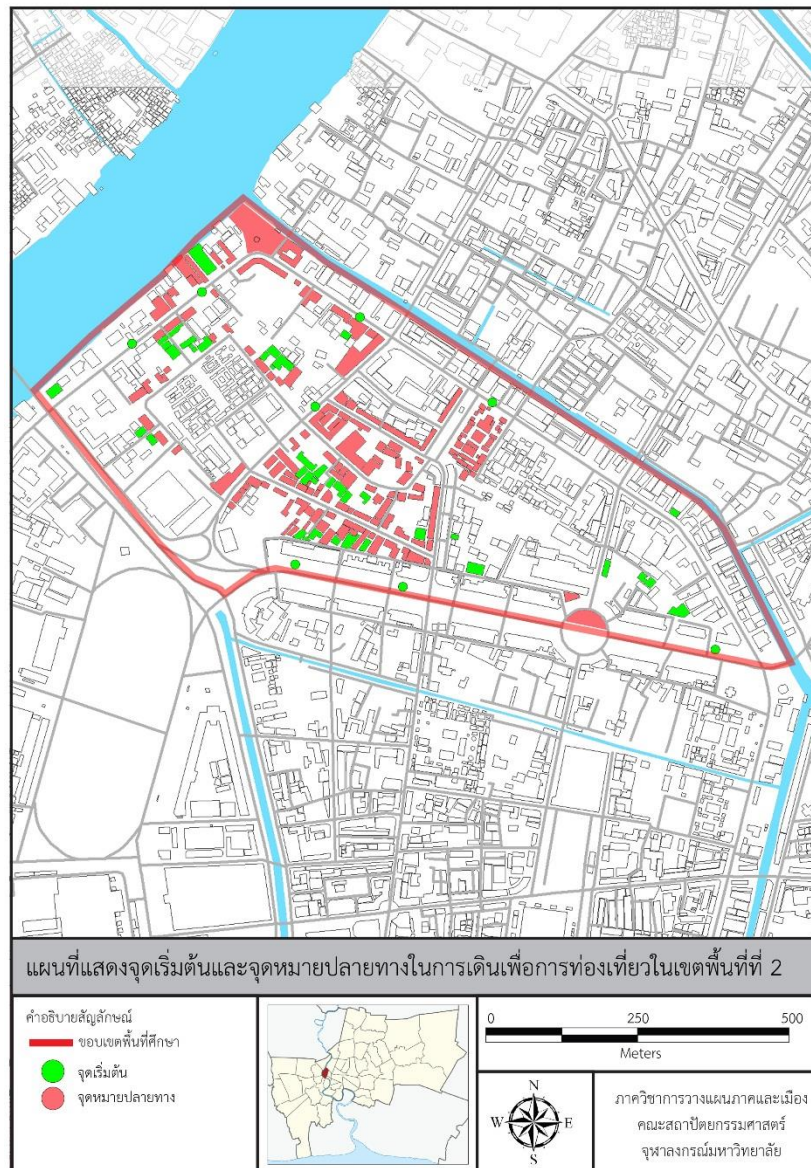 แผนที่แสดงจุดเริ่มต้นและจุดหมายปลายทางในการเดินเพื่อการท่องเที่ยวในเขตพื้นที่ที่ 2
คำอธิบายสัญลักษณ์
ขอบเขตพื้นที่ศึกษา
จุดเริ่มต้น
จุดหมายปลายทาง
0 250 500
Meters
N
W E
S
ภาควิชาการวางแผนภาคและเมือง
คณะสถาปัตยกรรมศาสตร์
จุฬาลงกรณ์มหาวิทยาลัย